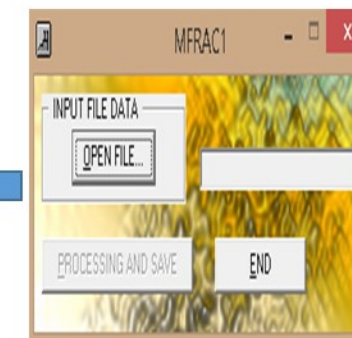 MFRAC1
INPUT FILE DATA
OPEN FILE...
PROCESSING AND SAVE
END